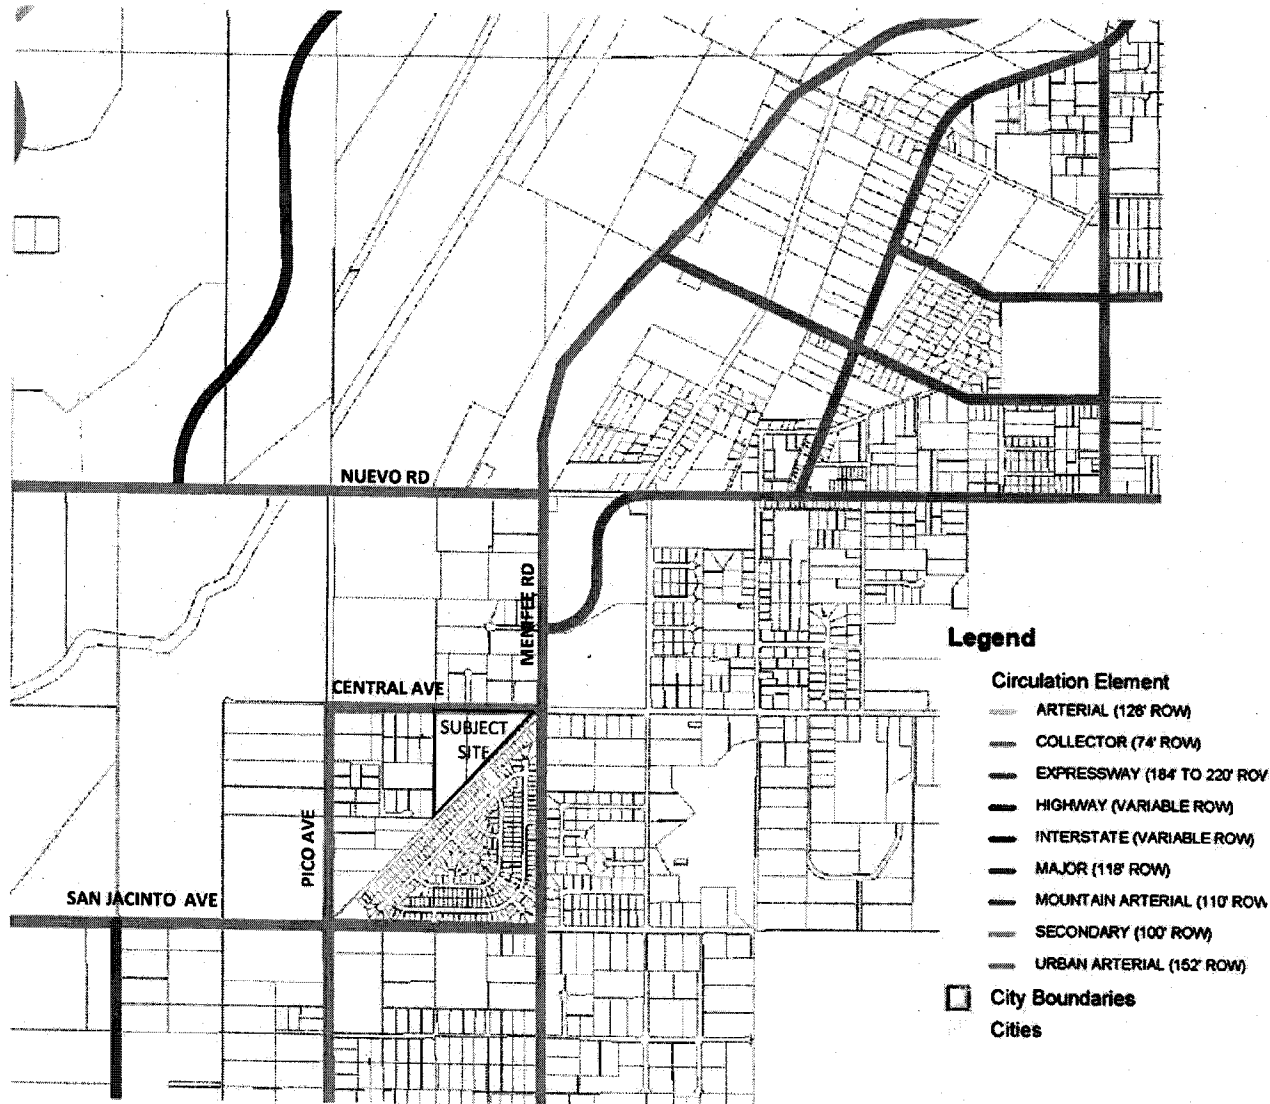 NUEVO RD
MENIFEE RD
CENTRAL AVE
SUBJECT
SITE
PICO AVE
SAN JACINTO AVE
Legend
Circulation Element
ARTERIAL (128' ROW)
COLLECTOR (74' ROW)
EXPRESSWAY (184' TO 220' ROW
HIGHWAY (VARIABLE ROW)
INTERSTATE (VARIABLE ROW)
MAJOR (118' ROW)
MOUNTAIN ARTERIAL (110' ROW
SECONDARY (100' ROW)
URBAN ARTERIAL (152' ROW)
City Boundaries
Cities